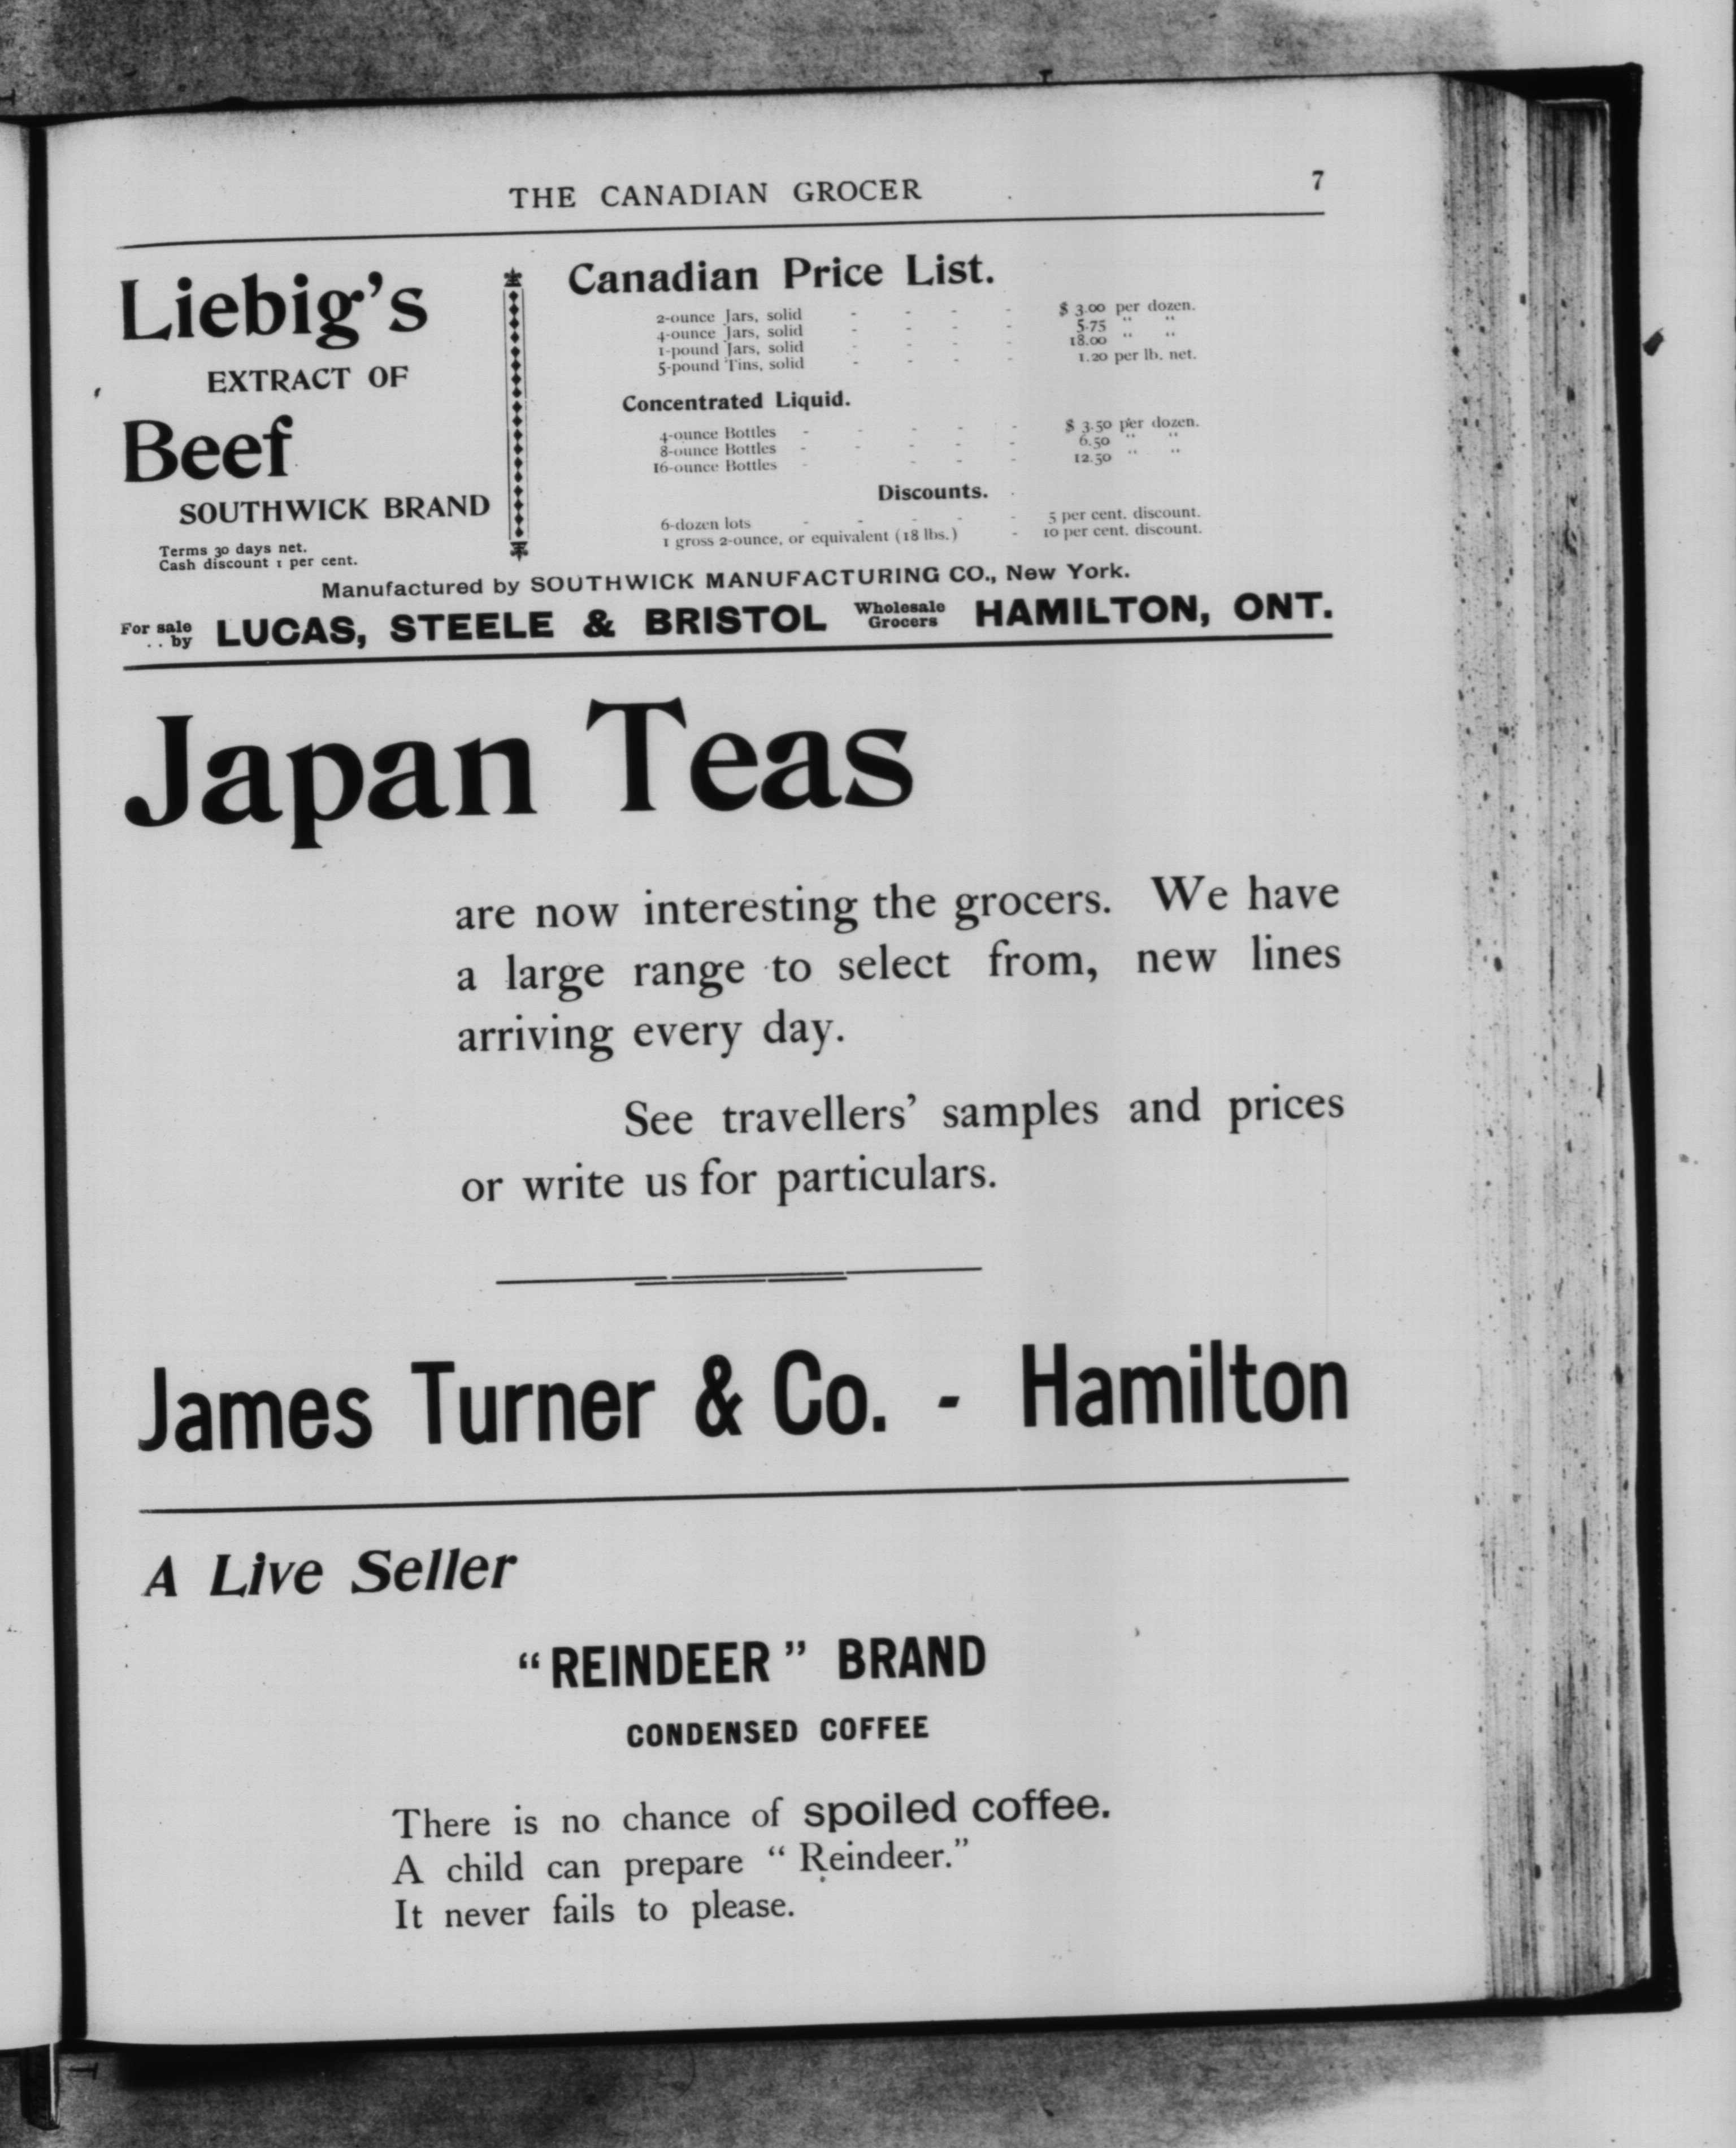 THE CANADIAN GROCER 7
Liebig's
EXTRACT OF
Beef
SOUTHWICK BRAND
Terms 30 days net.
Cash discount 1 per cent.
Canadian Price List.
2-ounce Jars, solid - - - - $ 3.00 per dozen.
4-ounce Jars, solid - - - - 5.75 " "
1-pound Jars, solid - - - - 18.00 " "
5-pound Tins, solid - - - - 1.20 per lb. net.
Concentrated Liquid.
4-ounce Bottles - - - - - $ 3.50 per dozen.
8-ounce Bottles - - - - - 6.50 " "
16-ounce Bottles - - - - 12.50 " "
Discounts.
6-dozen lots - - - - - 5 per cent. discount.
1 gross 2-ounce, or equivalent (18 lbs.) - 10 per cent. discount.
Manufactured by SOUTHWICK MANUFACTURING CO., New York.
For sale .. by LUCAS, STEELE & BRISTOL Wholesale Grocers HAMILTON, ONT.
Japan Teas
are now interesting the grocers. We have
a large range to select from, new lines
arriving every day.
See travellers' samples and prices
or write us for particulars.
James Turner & Co. - Hamilton
A Live Seller
"REINDEER" BRAND
CONDENSED COFFEE
There is no chance of spoiled coffee.
A child can prepare "Reindeer."
It never fails to please.